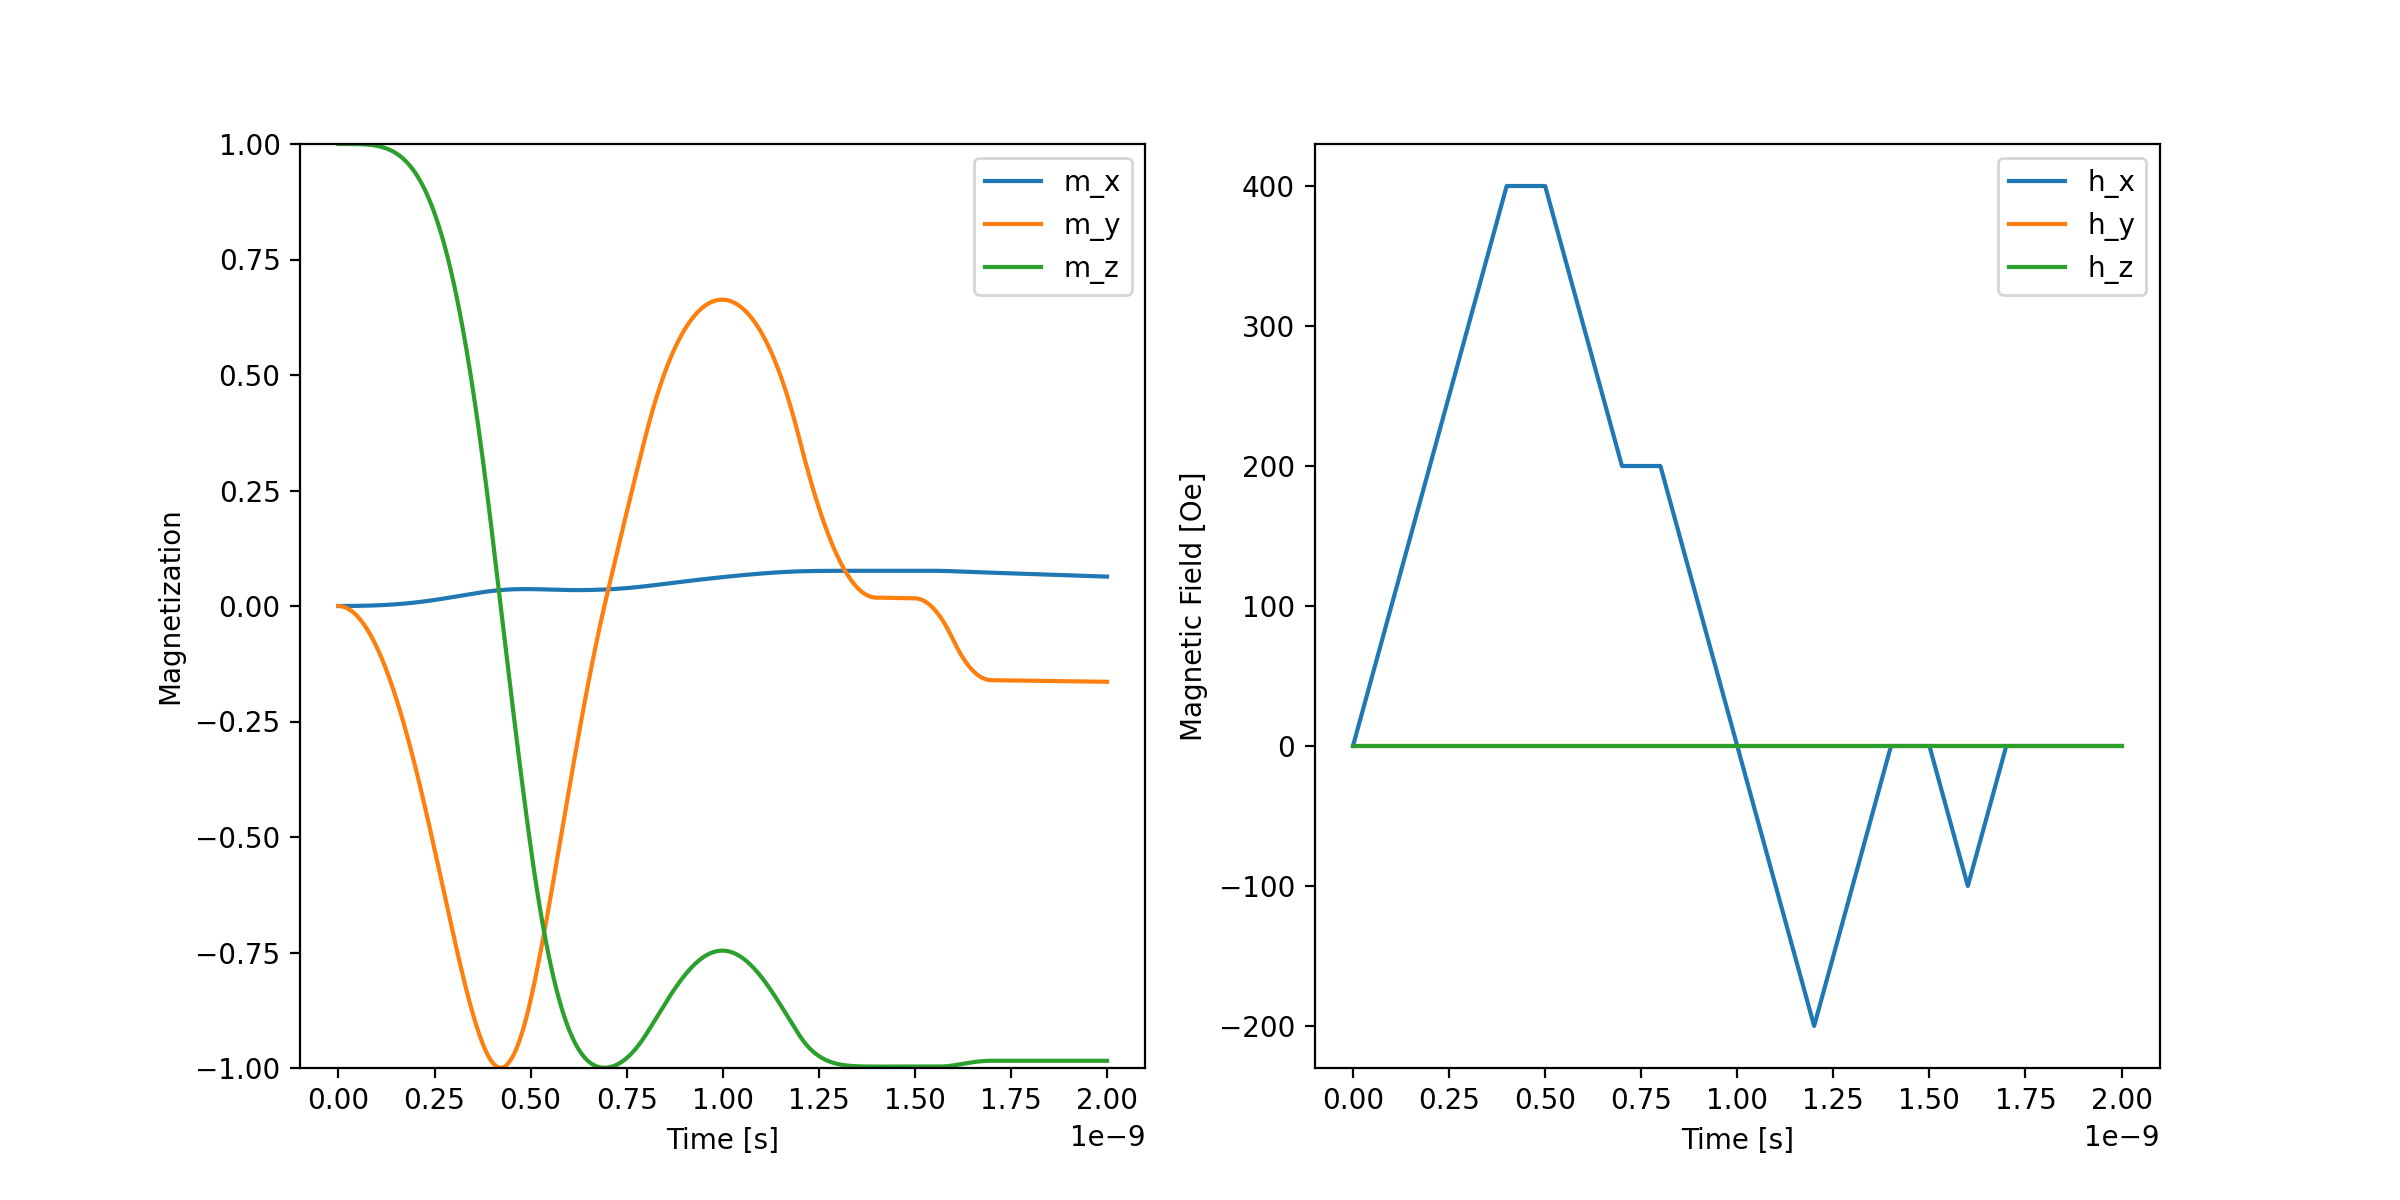 1.00
0.75
0.50
0.25
0.00
−0.25
−0.50
−0.75
−1.00
Magnetization
m_x
m_y
m_z
0.00 0.25 0.50 0.75 1.00 1.25 1.50 1.75 2.00
Time [s]
1e−9
400
300
200
100
0
−100
−200
Magnetic Field [Oe]
h_x
h_y
h_z
0.00 0.25 0.50 0.75 1.00 1.25 1.50 1.75 2.00
Time [s]
1e−9